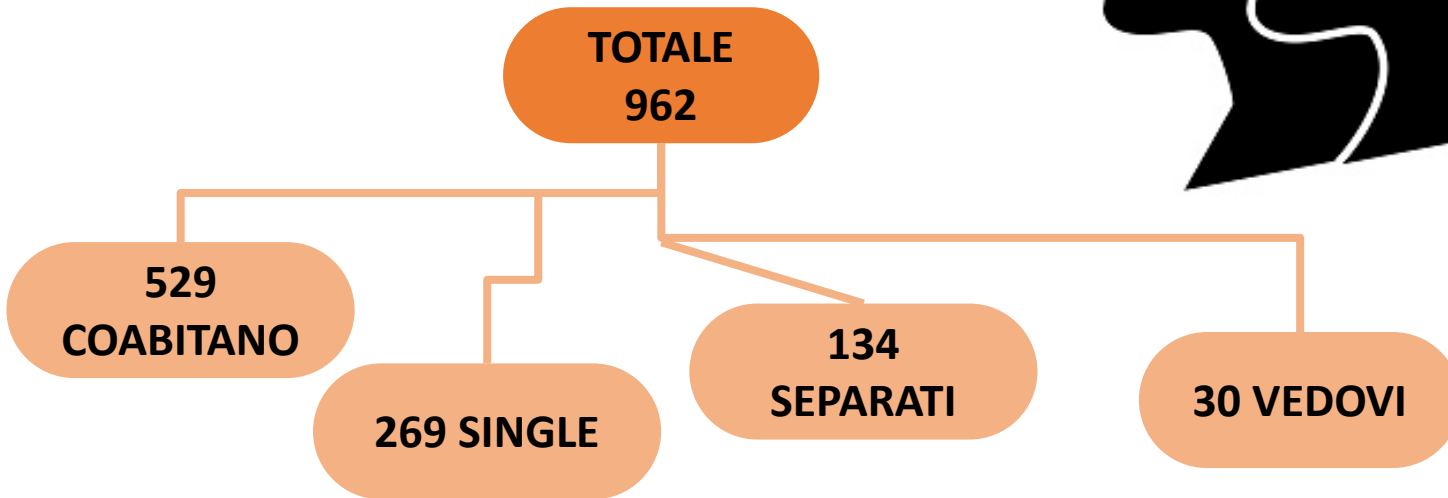 TOTALE
962
529
COABITANO
269 SINGLE
134
SEPARATI
30 VEDOVI